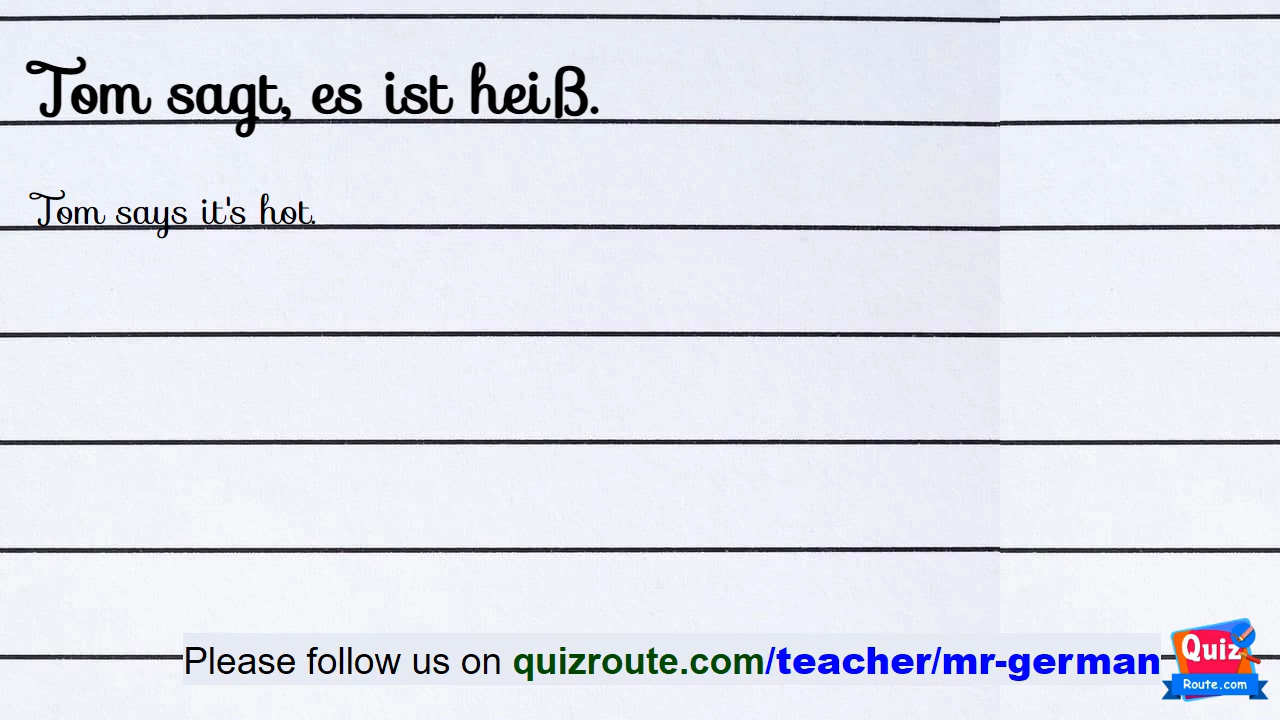 Tom sagt, es ist heiß.
Tom says it's hot.
Please follow us on quizroute.com/teacher/mr-german
Quiz
Route.com